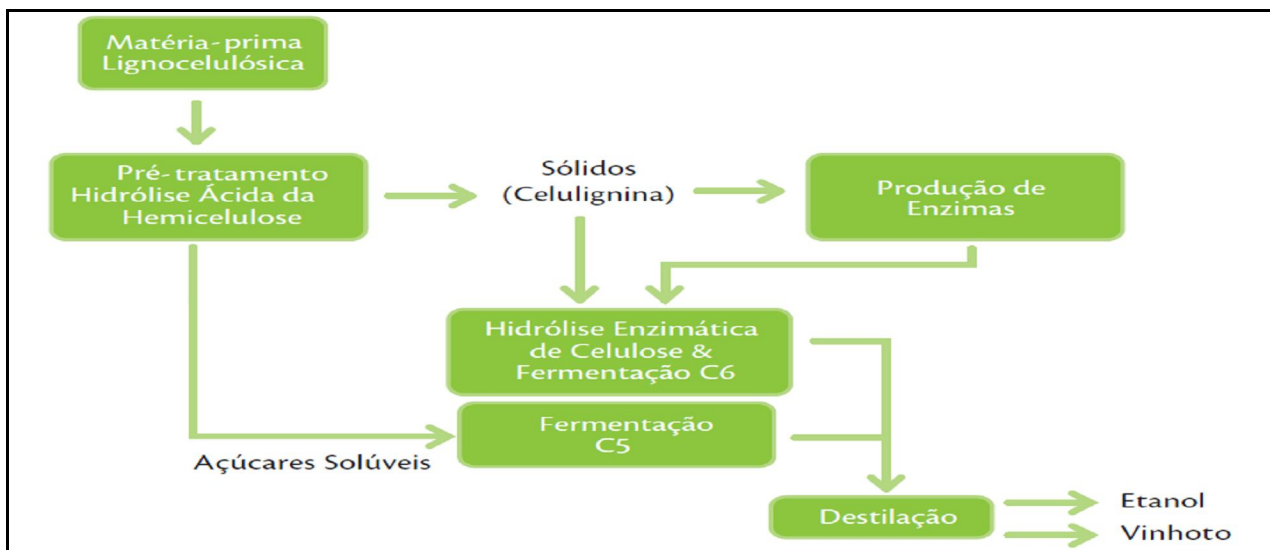 Matéria-prima
Lignocelulósica
Pré-tratamento
Hidrólise Ácida da
Hemicelulose
Sólidos
(Celulignina)
Produção de
Enzimas
Hidrólise Enzimática
de Celulose &
Fermentação C6
Fermentação
C5
Açúcares Solúveis
Destilação
Etanol
Vinhoto